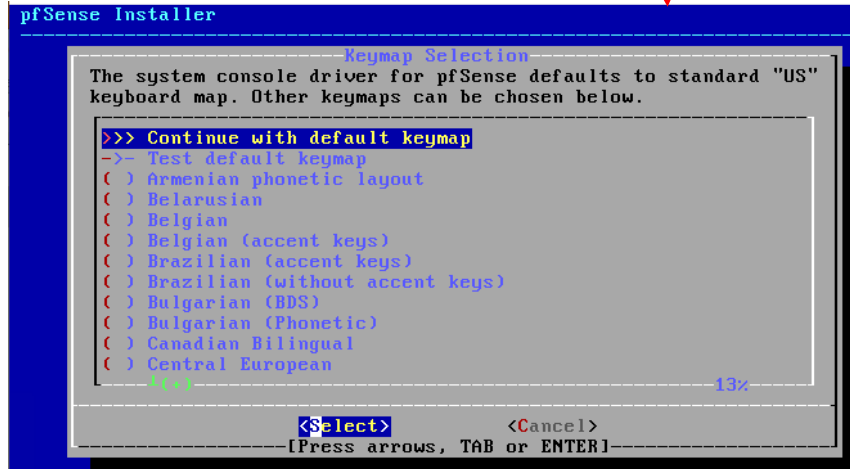 pfSense Installer
Keymap Selection
The system console driver for pfSense defaults to standard "US"
keyboard map. Other keymaps can be chosen below.
>>> Continue with default keymap
->- Test default keymap
( ) Armenian phonetic layout
( ) Belarusian
( ) Belgian
( ) Belgian (accent keys)
( ) Brazilian (accent keys)
( ) Brazilian (without accent keys)
( ) Bulgarian (BDS)
( ) Bulgarian (Phonetic)
( ) Canadian Bilingual
( ) Central European
(+) 13%
<Select> <Cancel>
[Press arrows, TAB or ENTER]